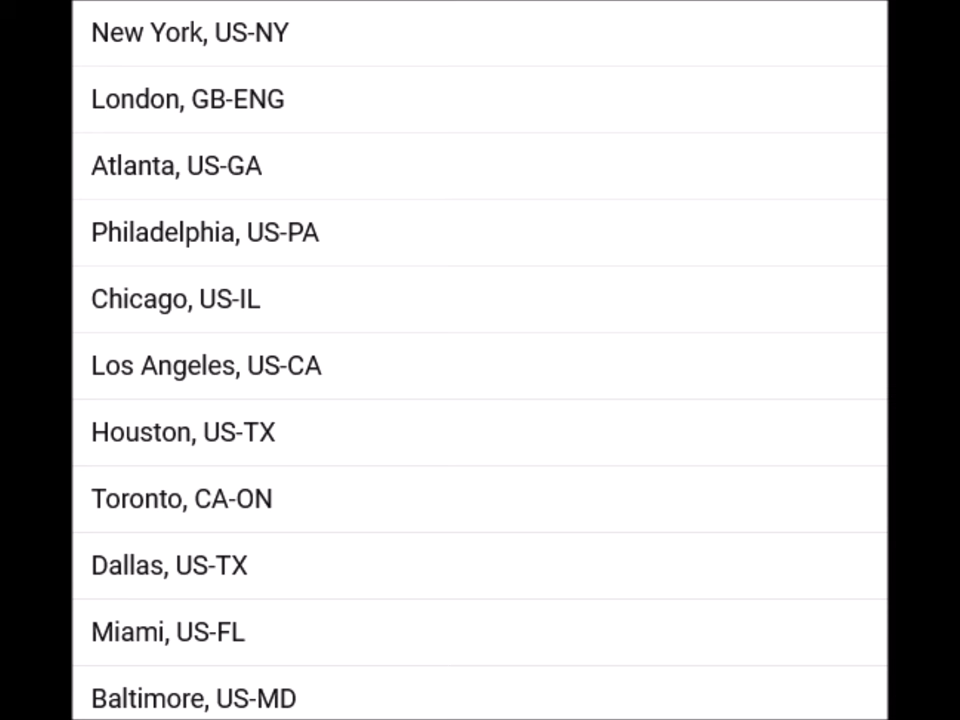 New York, US-NY
London, GB-ENG
Atlanta, US-GA
Philadelphia, US-PA
Chicago, US-IL
Los Angeles, US-CA
Houston, US-TX
Toronto, CA-ON
Dallas, US-TX
Miami, US-FL
Baltimore, US-MD